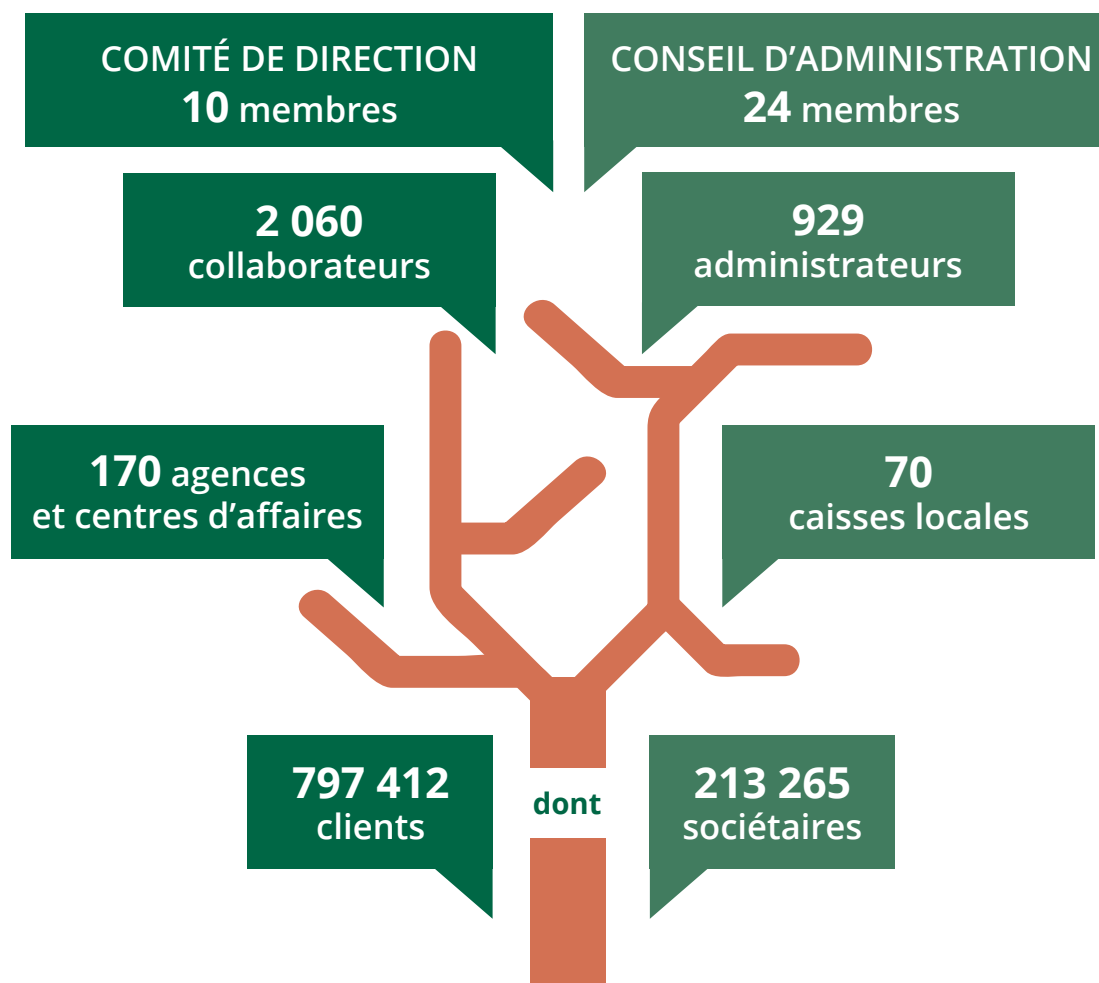 COMITÉ DE DIRECTION
10 membres
CONSEIL D’ADMINISTRATION
24 membres
2 060
collaborateurs
929
administrateurs
170 agences
et centres d’affaires
70
caisses locales
797 412
clients
dont
213 265
sociétaires